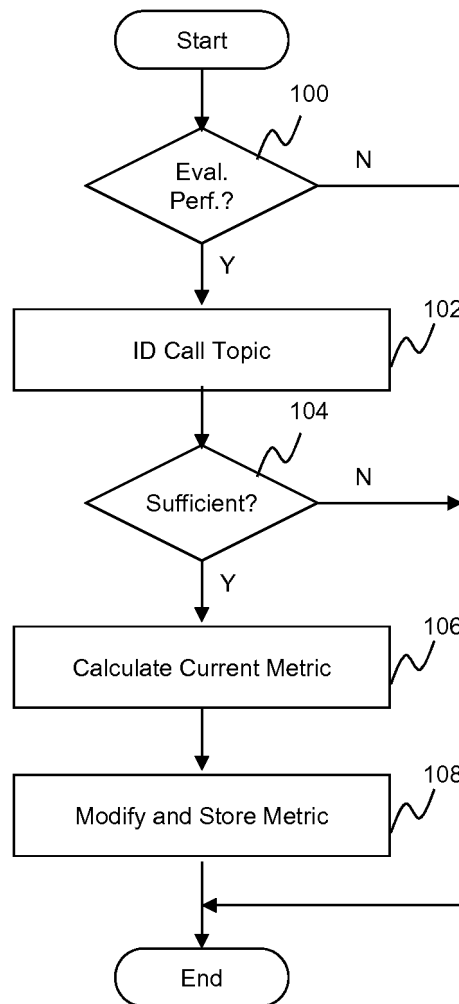 Start
100
Eval.
Perf.?
N
Y
102
ID Call Topic
104
Sufficient?
N
Y
106
Calculate Current Metric
108
Modify and Store Metric
End